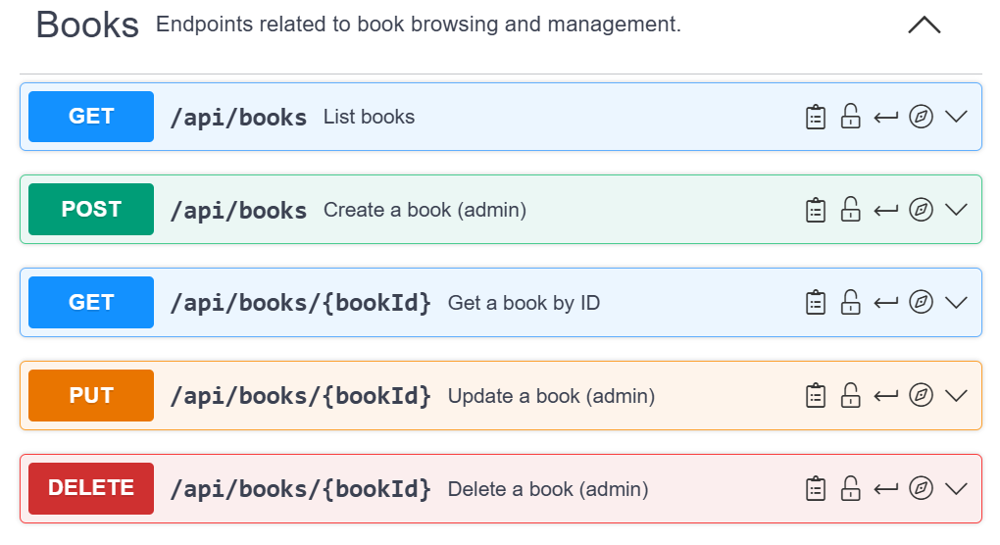 Books Endpoints related to book browsing and management.
GET /api/books List books
POST /api/books Create a book (admin)
GET /api/books/{bookId} Get a book by ID
PUT /api/books/{bookId} Update a book (admin)
DELETE /api/books/{bookId} Delete a book (admin)